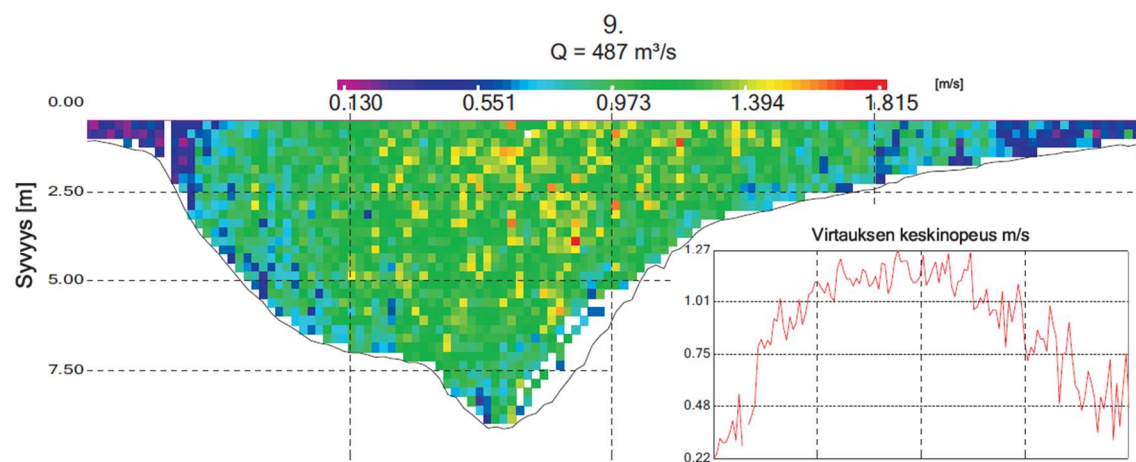 9.
Q = 487 m³/s
[m/s]
0.130 0.551 0.973 1.394 1.815
0.00
2.50
5.00
7.50
Syvyys [m]
Virtauksen keskinopeus m/s
1.27
1.01
0.75
0.48
0.22